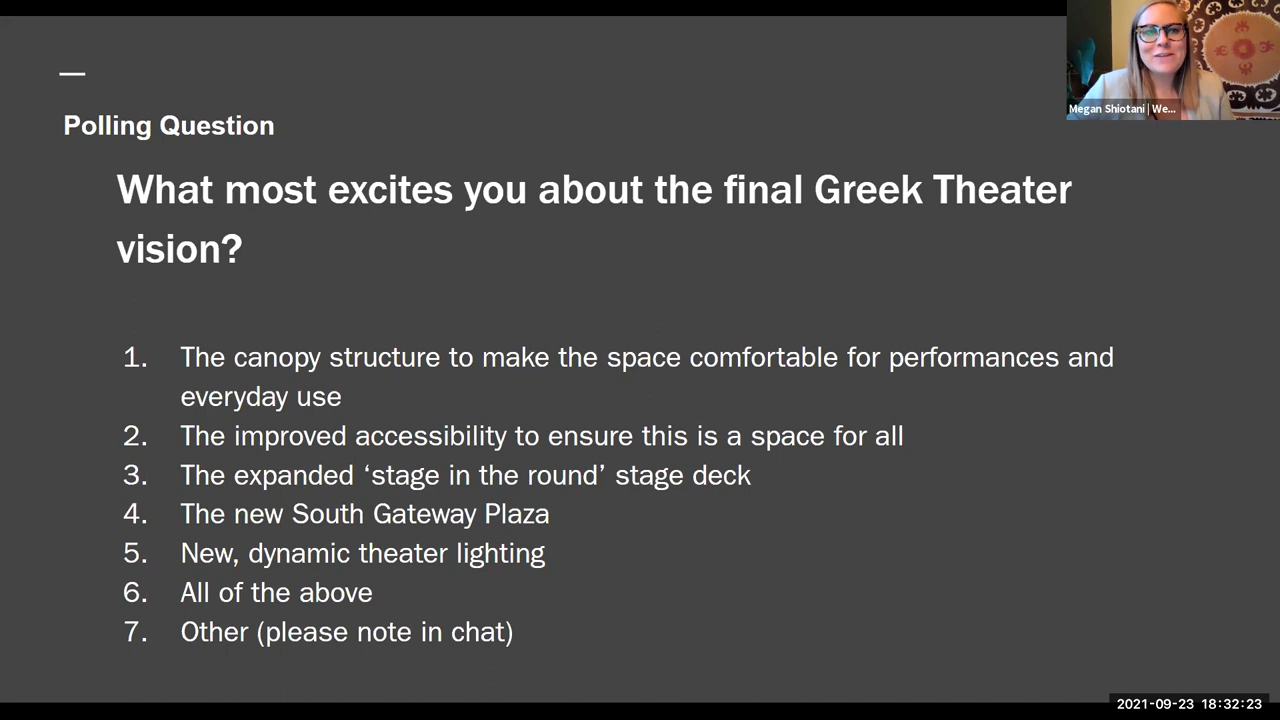 Megan Shiotani | We...
Polling Question
What most excites you about the final Greek Theater
vision?
1. The canopy structure to make the space comfortable for performances and
everyday use
2. The improved accessibility to ensure this is a space for all
3. The expanded ‘stage in the round’ stage deck
4. The new South Gateway Plaza
5. New, dynamic theater lighting
6. All of the above
7. Other (please note in chat)
2021-09-23 18:32:23